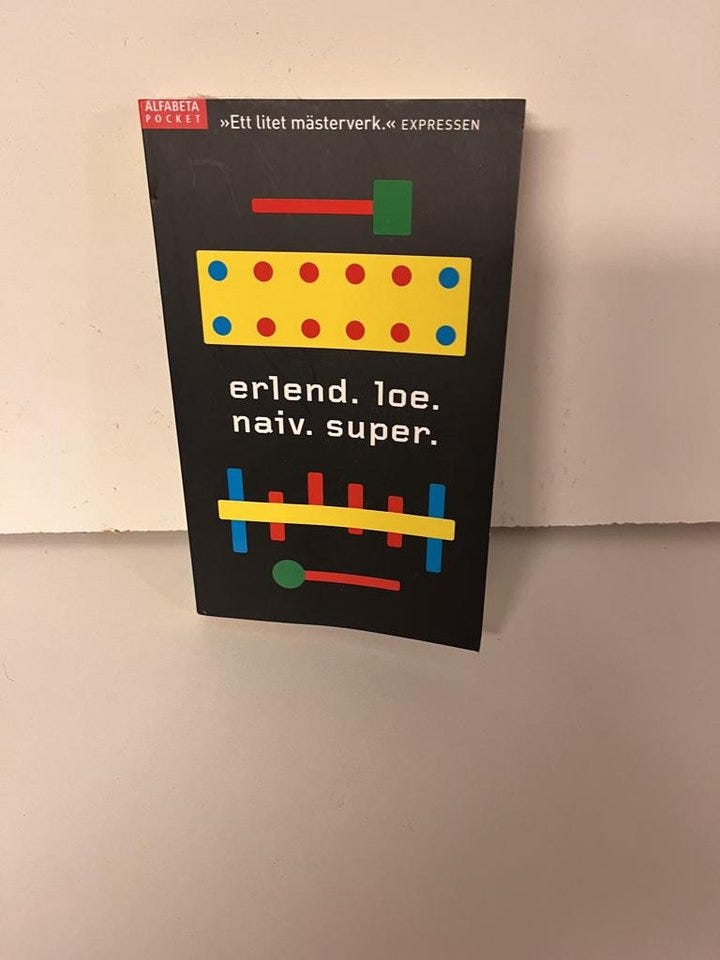 ALFABETA
POCKET
»Ett litet mästerverk.« EXPRESSEN
erlend. loe.
naiv. super.